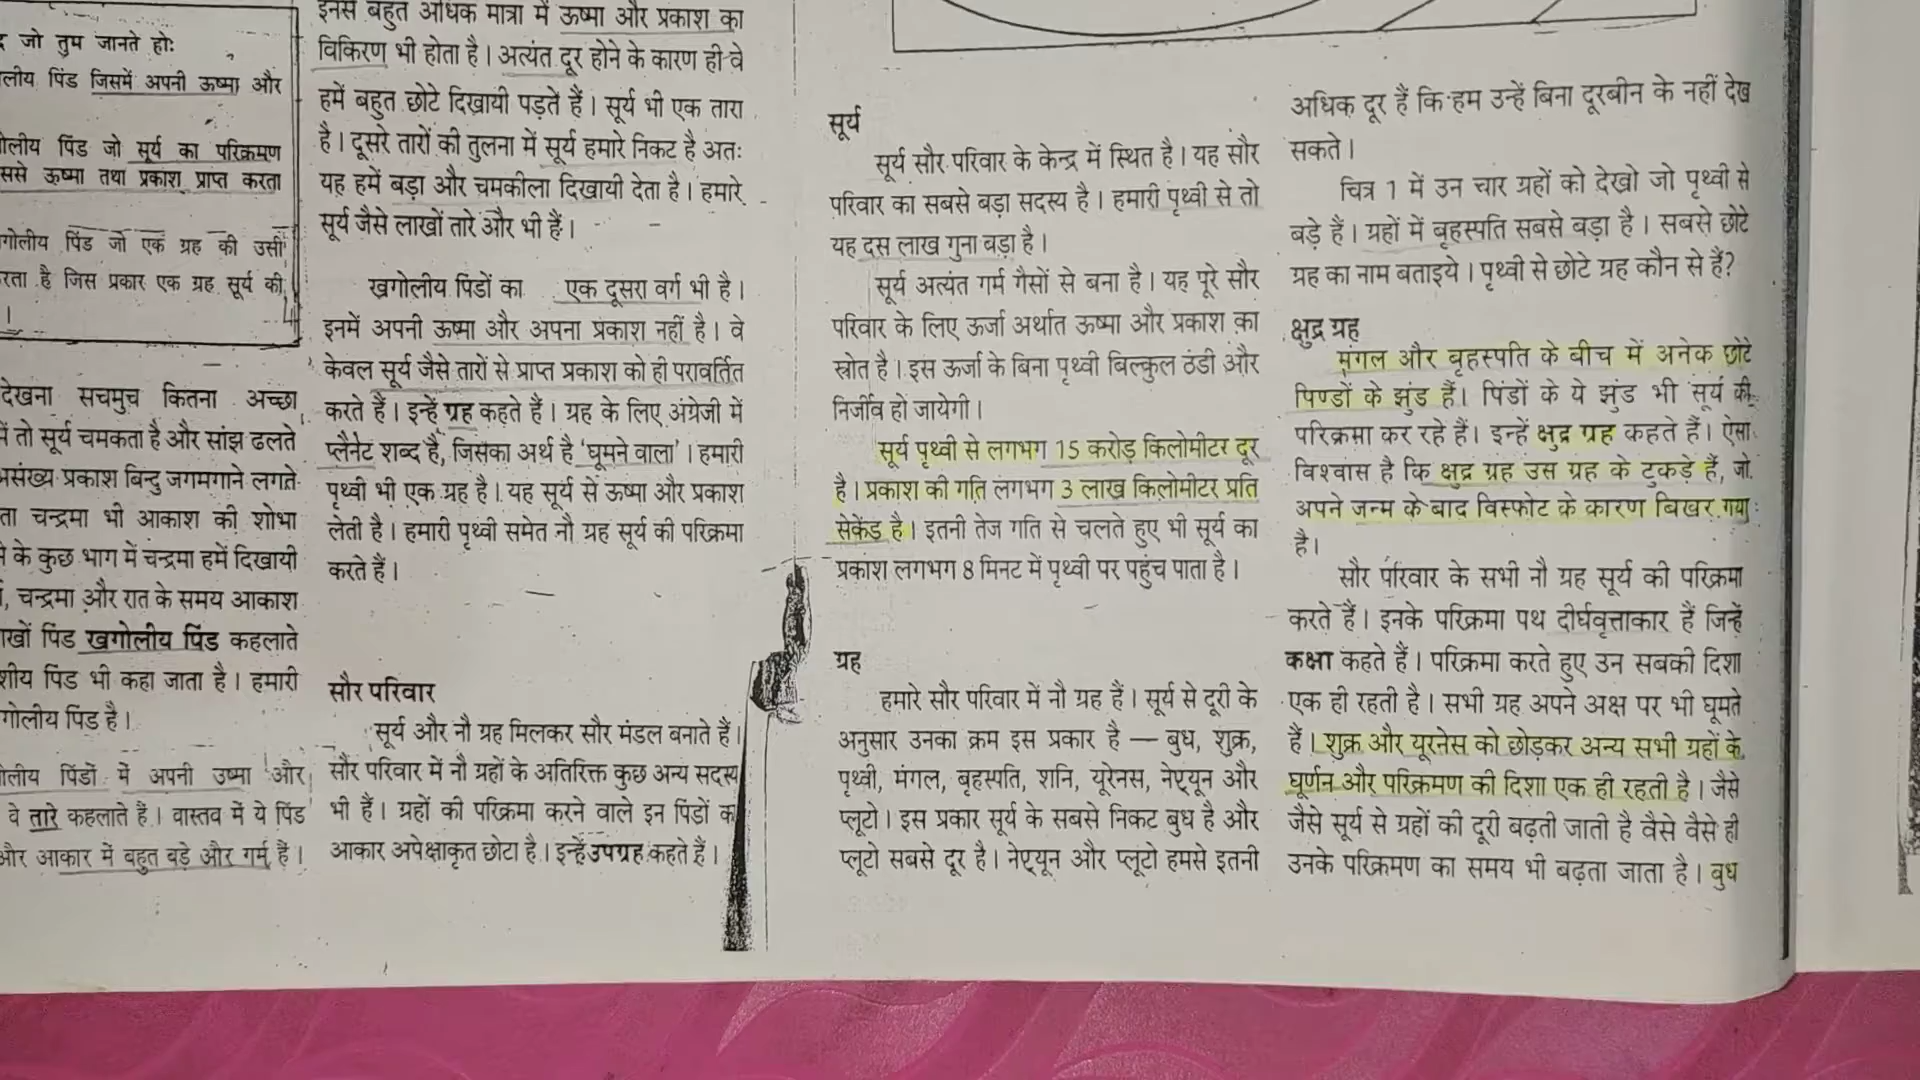 जो तुम जानते हो:
पिंड जिसमें अपनी ऊष्मा और
पिंड जो सूर्य का परिक्रमण
ऊष्मा तथा प्रकाश प्राप्त करता
पिंड जो एक ग्रह की उसी
है जिस प्रकार एक ग्रह सूर्य की
देखना सचमुच कितना अच्छा
तो सूर्य चमकता है और सांझ ढलते
प्रकाश बिन्दु जगमगाने लगते
चन्द्रमा भी आकाश की शोभा
के कुछ भाग में चन्द्रमा हमें दिखायी
चन्द्रमा और रात के समय आकाश
पिंड खगोलीय पिंड कहलाते
पिंड भी कहा जाता है। हमारी
पिंड है।
पिंडों में अपनी उष्मा और
वे तारे कहलाते हैं। वास्तव में ये पिंड
और आकार में बहुत बड़े और गर्म हैं।
इनसे बहुत अधिक मात्रा में ऊष्मा और प्रकाश का
विकिरण भी होता है। अत्यंत दूर होने के कारण ही वे
हमें बहुत छोटे दिखायी पड़ते हैं। सूर्य भी एक तारा
है। दूसरे तारों की तुलना में सूर्य हमारे निकट है अतः
यह हमें बड़ा और चमकीला दिखायी देता है। हमारे
सूर्य जैसे लाखों तारे और भी हैं।
खगोलीय पिंडों का एक दूसरा वर्ग भी है।
इनमें अपनी ऊष्मा और अपना प्रकाश नहीं है। वे
केवल सूर्य जैसे तारों से प्राप्त प्रकाश को ही परावर्तित
करते हैं। इन्हें ग्रह कहते हैं। ग्रह के लिए अंग्रेजी में
प्लैनेट शब्द है, जिसका अर्थ है 'घूमने वाला'। हमारी
पृथ्वी भी एक ग्रह है। यह सूर्य से ऊष्मा और प्रकाश
लेती है। हमारी पृथ्वी समेत नौ ग्रह सूर्य की परिक्रमा
करते हैं।
सौर परिवार
सूर्य और नौ ग्रह मिलकर सौर मंडल बनाते हैं।
सौर परिवार में नौ ग्रहों के अतिरिक्त कुछ अन्य सदस्य
भी हैं। ग्रहों की परिक्रमा करने वाले इन पिंडों का
आकार अपेक्षाकृत छोटा है। इन्हें उपग्रह कहते हैं।
सूर्य
सूर्य सौर परिवार के केन्द्र में स्थित है। यह सौर
परिवार का सबसे बड़ा सदस्य है। हमारी पृथ्वी से तो
यह दस लाख गुना बड़ा है।
सूर्य अत्यंत गर्म गैसों से बना है। यह पूरे सौर
परिवार के लिए ऊर्जा अर्थात ऊष्मा और प्रकाश का
स्रोत है। इस ऊर्जा के बिना पृथ्वी बिल्कुल ठंडी और
निर्जीव हो जायेगी।
सूर्य पृथ्वी से लगभग 15 करोड़ किलोमीटर दूर
है। प्रकाश की गति लगभग 3 लाख किलोमीटर प्रति
सेकेंड है। इतनी तेज गति से चलते हुए भी सूर्य का
प्रकाश लगभग 8 मिनट में पृथ्वी पर पहुंच पाता है।
ग्रह
हमारे सौर परिवार में नौ ग्रह हैं। सूर्य से दूरी के
अनुसार उनका क्रम इस प्रकार है — बुध, शुक्र,
पृथ्वी, मंगल, बृहस्पति, शनि, यूरेनस, नेप्ट्यून और
प्लूटो। इस प्रकार सूर्य के सबसे निकट बुध है और
प्लूटो सबसे दूर है। नेप्ट्यून और प्लूटो हमसे इतनी
अधिक दूर हैं कि हम उन्हें बिना दूरबीन के नहीं देख
सकते।
चित्र 1 में उन चार ग्रहों को देखो जो पृथ्वी से
बड़े हैं। ग्रहों में बृहस्पति सबसे बड़ा है। सबसे छोटे
ग्रह का नाम बताइये। पृथ्वी से छोटे ग्रह कौन से हैं?
क्षुद्र ग्रह
मंगल और बृहस्पति के बीच में अनेक छोटे
पिण्डों के झुंड हैं। पिंडों के ये झुंड भी सूर्य की
परिक्रमा कर रहे हैं। इन्हें क्षुद्र ग्रह कहते हैं। ऐसा
विश्वास है कि क्षुद्र ग्रह उस ग्रह के टुकड़े हैं, जो
अपने जन्म के बाद विस्फोट के कारण बिखर गया
है।
सौर परिवार के सभी नौ ग्रह सूर्य की परिक्रमा
करते हैं। इनके परिक्रमा पथ दीर्घवृत्ताकार हैं जिन्हें
कक्षा कहते हैं। परिक्रमा करते हुए उन सबकी दिशा
एक ही रहती है। सभी ग्रह अपने अक्ष पर भी घूमते
हैं। शुक्र और यूरनेस को छोड़कर अन्य सभी ग्रहों के
घूर्णन और परिक्रमण की दिशा एक ही रहती है। जैसे
जैसे सूर्य से ग्रहों की दूरी बढ़ती जाती है वैसे वैसे ही
उनके परिक्रमण का समय भी बढ़ता जाता है। बुध